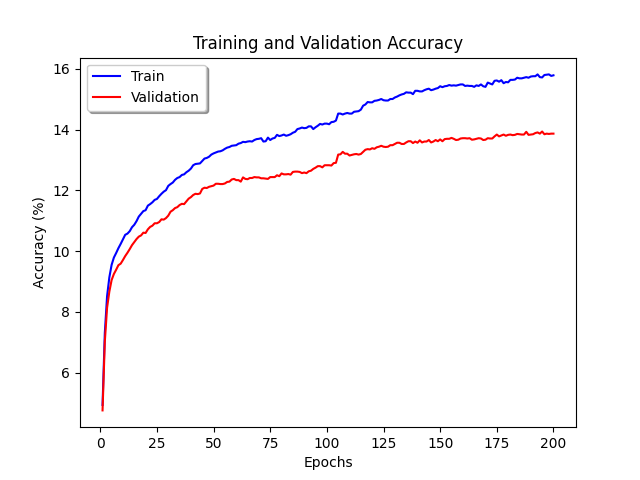 Training and Validation Accuracy
Train
Validation
16
14
12
10
8
6
Accuracy (%)
0 25 50 75 100 125 150 175 200
Epochs